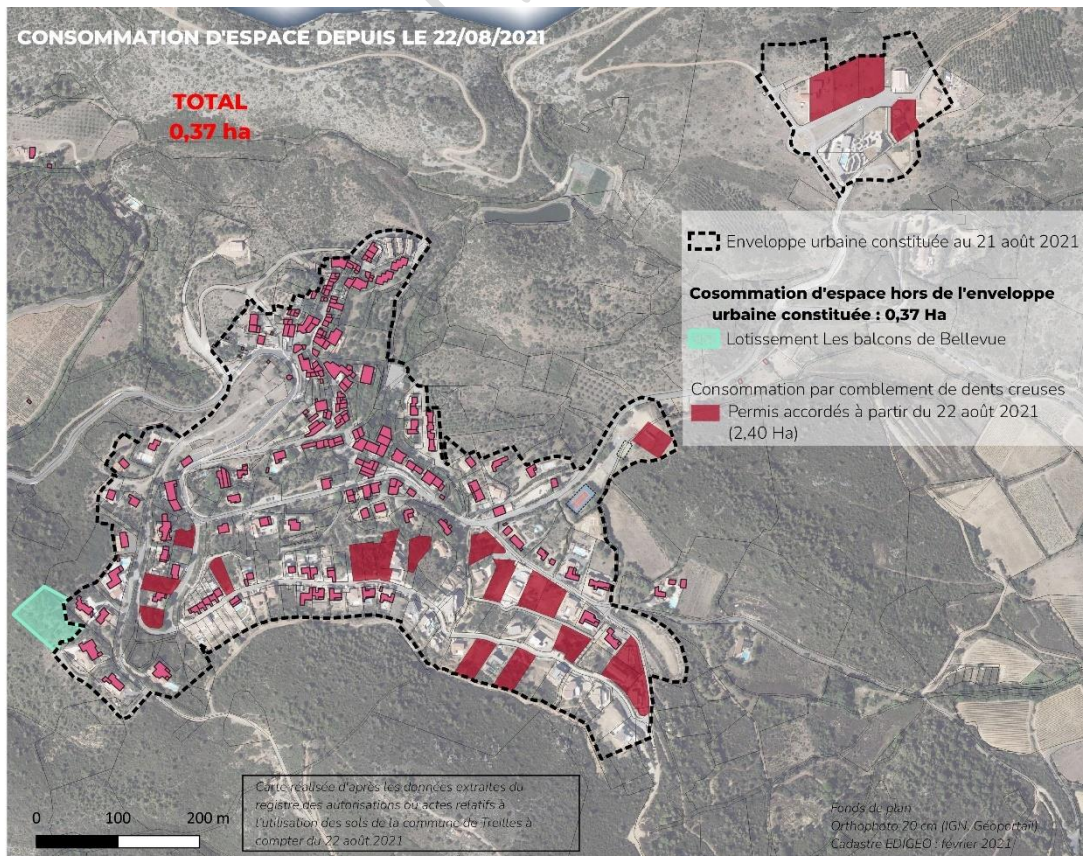 CONSOMMATION D'ESPACE DEPUIS LE 22/08/2021
TOTAL
0,37 ha
Enveloppe urbaine constituée au 21 août 2021
Cosommation d'espace hors de l'enveloppe
urbaine constituée : 0,37 Ha
Lotissement Les balcons de Bellevue
Consommation par comblement de dents creuses
Permis accordés à partir du 22 août 2021
(2,40 Ha)
Carte réalisée d'après les données extraites du
registre des autorisations ou actes relatifs à
l'utilisation des sols de la commune de Treilles à
compter du 22 août 2021
0 100 200 m
Fonds de plan
Orthophoto 20 cm (IGN, Géoportail)
Cadastre EDIGEO : février 2021